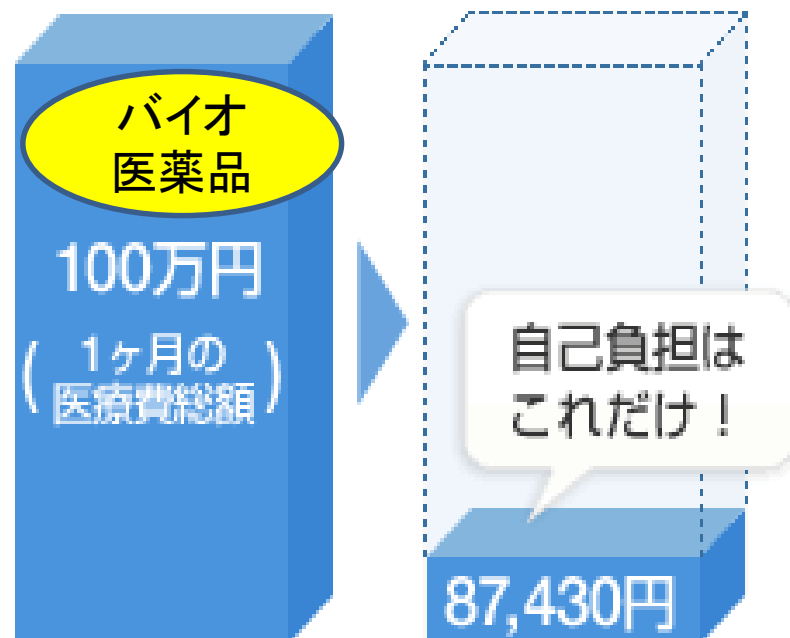 バイオ
医薬品
100万円
(1ヶ月の
医療費総額)
自己負担は
これだけ！
87,430円